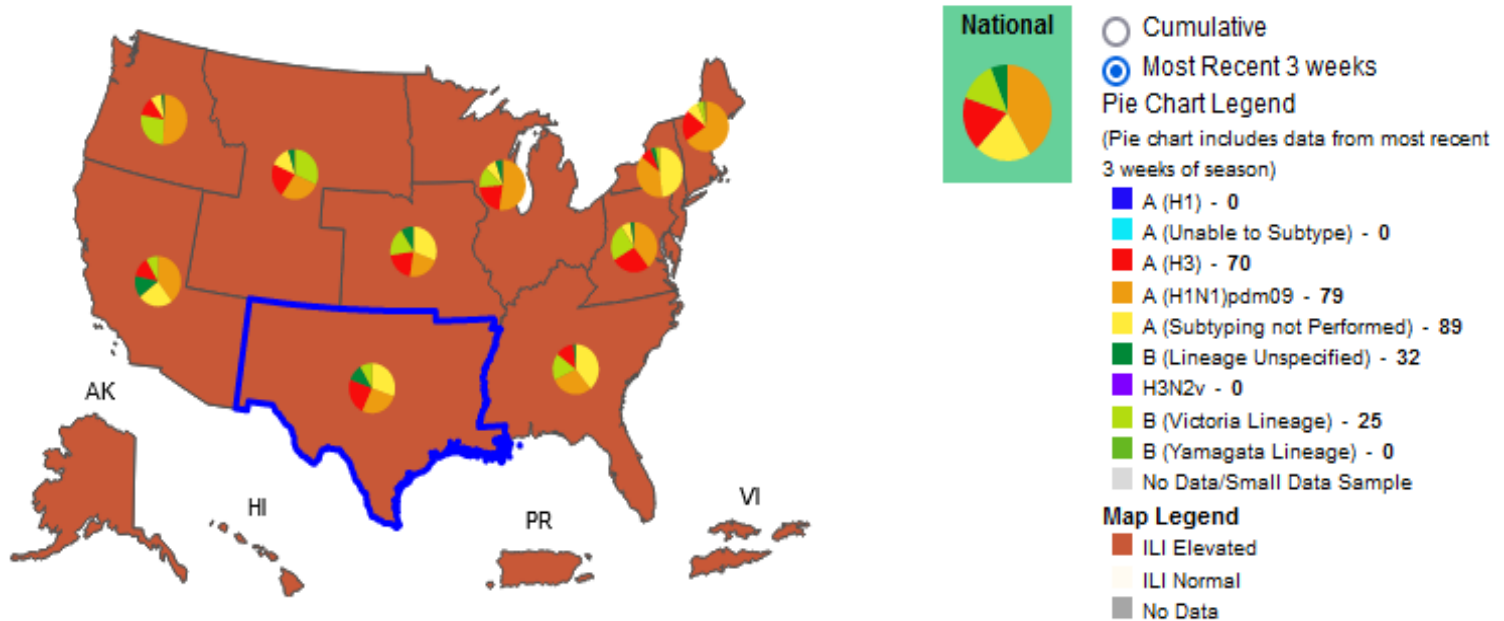 National
Cumulative
Most Recent 3 weeks
Pie Chart Legend
(Pie chart includes data from most recent
3 weeks of season)
A (H1) - 0
A (Unable to Subtype) - 0
A (H3) - 70
A (H1N1)pdm09 - 79
A (Subtyping not Performed) - 89
B (Lineage Unspecified) - 32
H3N2v - 0
B (Victoria Lineage) - 25
B (Yamagata Lineage) - 0
No Data/Small Data Sample
Map Legend
ILI Elevated
ILI Normal
No Data
AK
HI
PR
VI